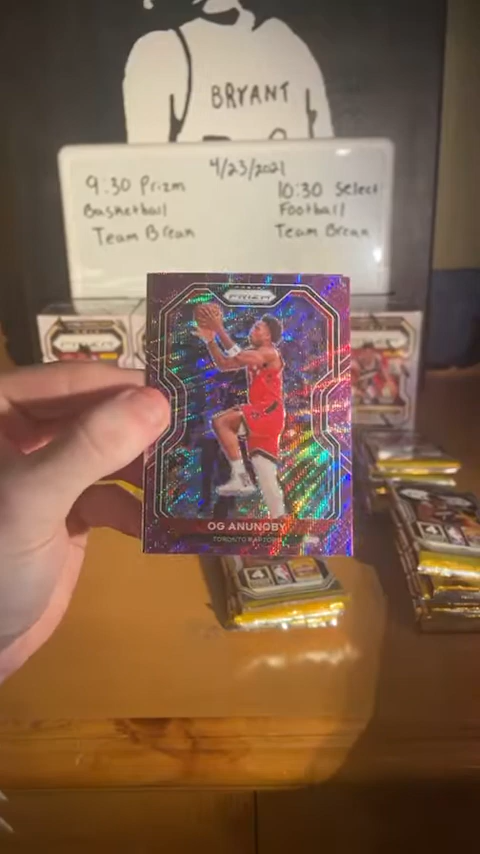 BRYANT
4/23/2021
9:30 Prizm
Basketball
Team Break
10:30 Select
Football
Team Break
PRIZM
OG ANUNOBY
TORONTO RAPTORS